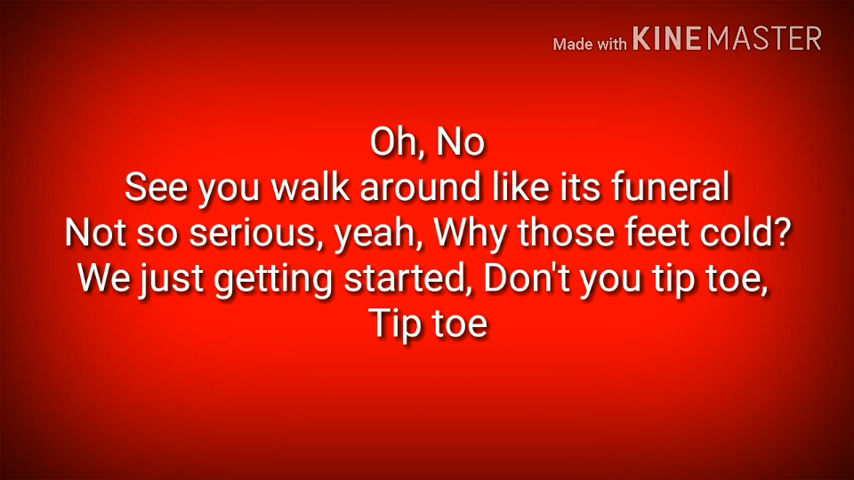 Made with KINEMASTER
Oh, No
See you walk around like its funeral
Not so serious, yeah, Why those feet cold?
We just getting started, Don't you tip toe,
Tip toe